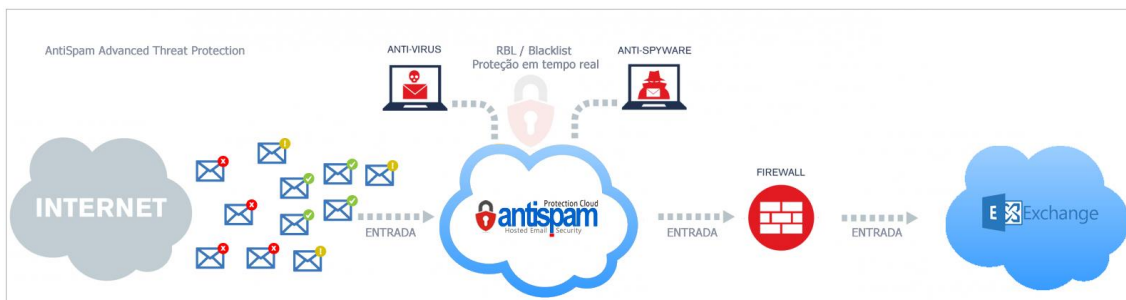 AntiSpam Advanced Threat Protection
ANTI-VIRUS
RBL / Blacklist
Proteção em tempo real
ANTI-SPYWARE
INTERNET
ENTRADA
Protection Cloud
antispam
Hosted Email Security
ENTRADA
FIREWALL
ENTRADA
E Exchange